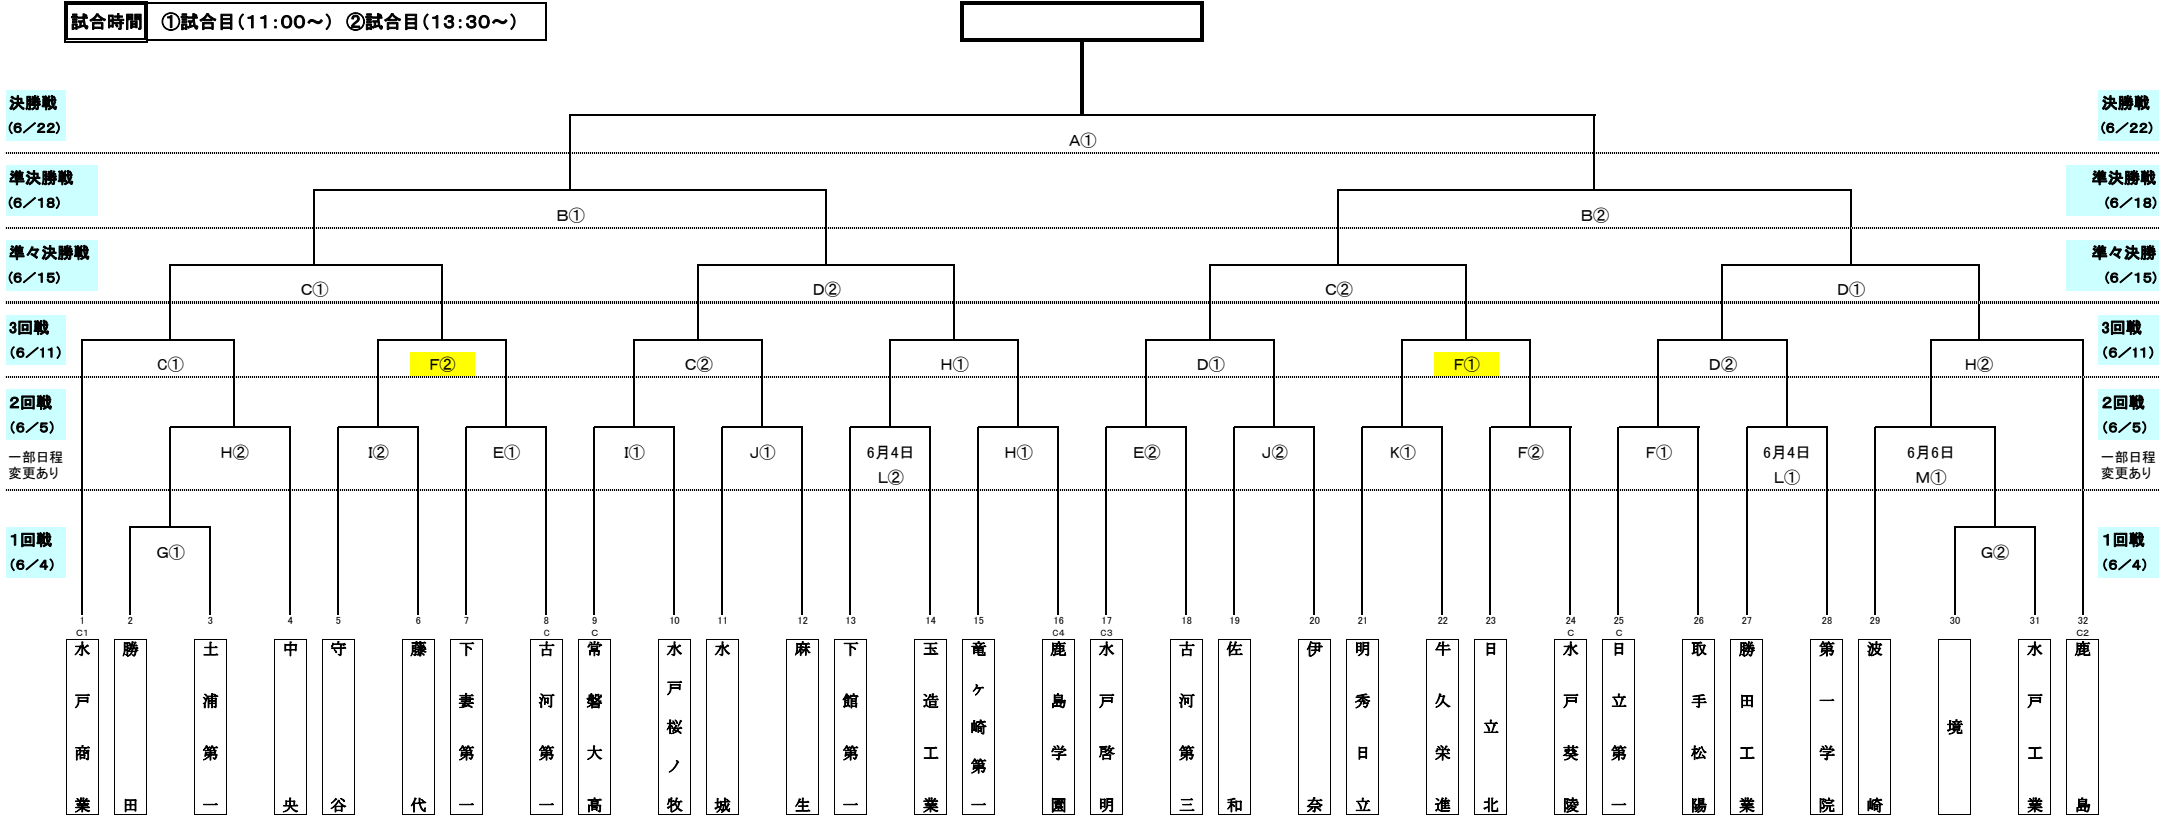 試合時間 ①試合目(11:00～) ②試合目(13:30～)
決勝戦
(6／22)
決勝戦
(6／22)
A①
準決勝戦
(6／18)
準決勝戦
(6／18)
B① B②
準々決勝戦
(6／15)
準々決勝
(6／15)
C① D② C② D①
3回戦
(6／11)
3回戦
(6／11)
C① F② C② H① D① F① D② H②
2回戦
(6／5)
一部日程
変更あり
2回戦
(6／5)
一部日程
変更あり
H② I② E① I① J① 6月4日 H① E② J② K① F② F① 6月4日 6月6日
L② L① M①
1回戦
(6／4)
1回戦
(6／4)
G① G②
1 2 3 4 5 6 7 8 9 10 11 12 13 14 15 16 17 18 19 20 21 22 23 24 25 26 27 28 29 30 31 32
C1 C C C4 C3 C C C2
水戸商業
勝田
土浦第一
中央
守谷
藤代
下妻第一
古河第一
常磐大高
水戸桜ノ牧
水城
麻生
下館第一
玉造工業
竜ヶ崎第一
鹿島学園
水戸啓明
古河第三
佐和
伊奈
明秀日立
牛久栄進
日立北
水戸葵陵
日立第一
取手松陽
勝田工業
第一学院
波崎
境
水戸工業
鹿島